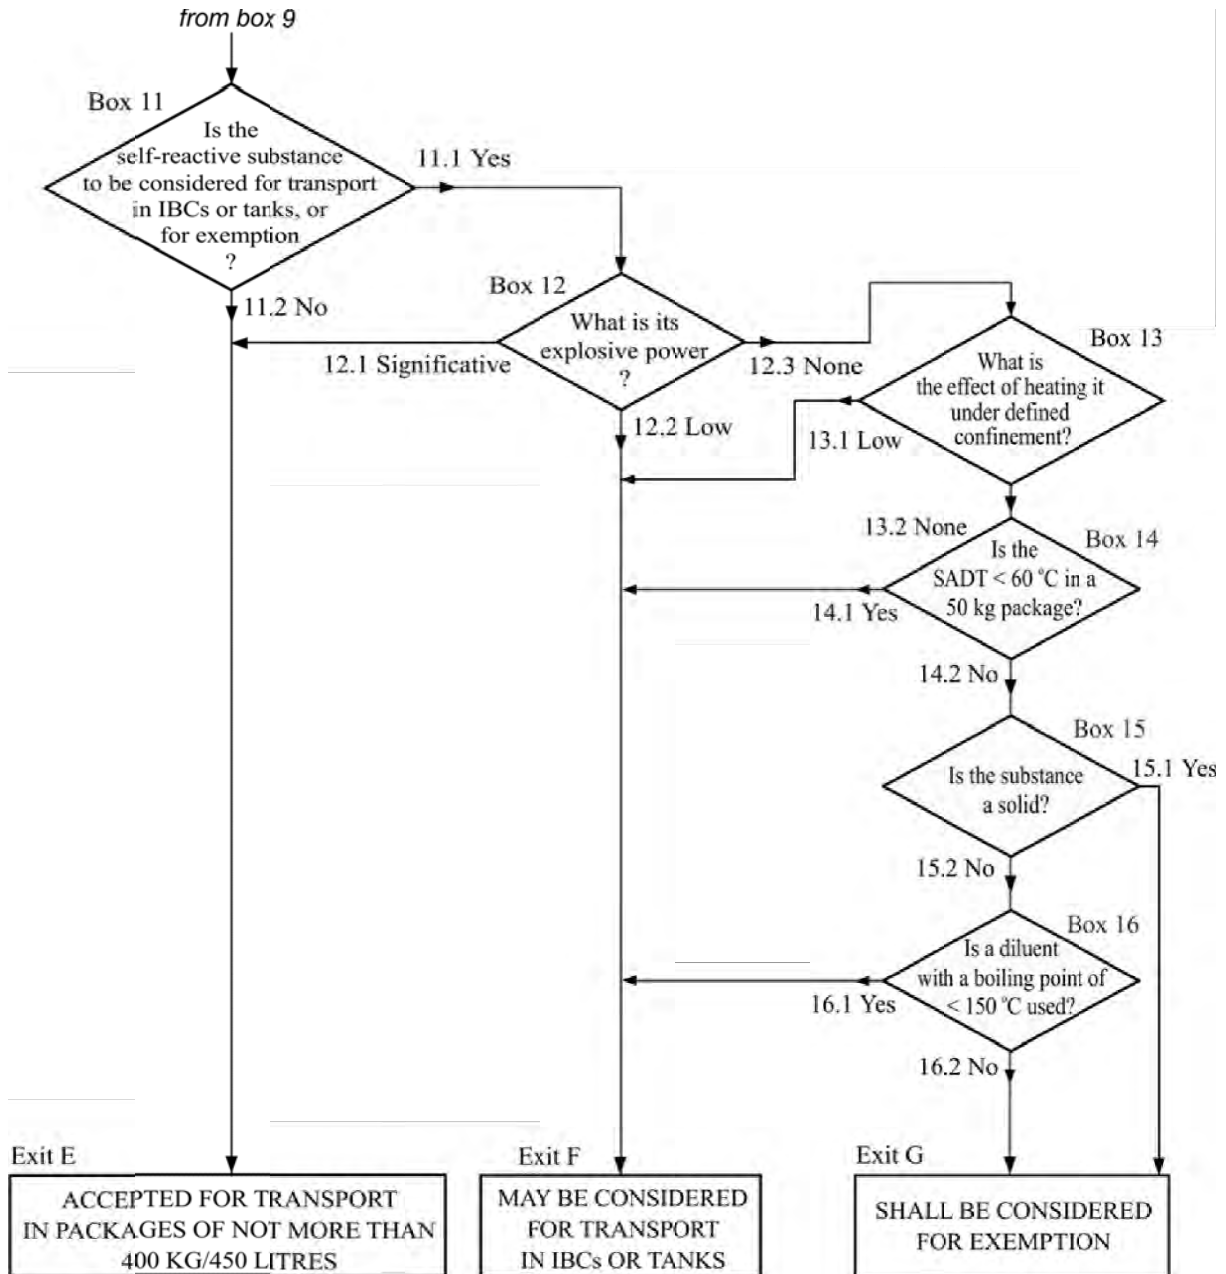 from box 9
Box 11
Is the
self-reactive substance
to be considered for transport
in IBCs or tanks, or
for exemption
?
11.1 Yes
11.2 No
Box 12
What is its
explosive power
?
12.1 Significative
12.2 Low
12.3 None
Box 13
What is
the effect of heating it
under defined
confinement?
13.1 Low
13.2 None
Box 14
Is the
SADT < 60 °C in a
50 kg package?
14.1 Yes
14.2 No
Box 15
Is the substance
a solid?
15.1 Yes
15.2 No
Box 16
Is a diluent
with a boiling point of
< 150 °C used?
16.1 Yes
16.2 No
Exit E
ACCEPTED FOR TRANSPORT
IN PACKAGES OF NOT MORE THAN
400 KG/450 LITRES
Exit F
MAY BE CONSIDERED
FOR TRANSPORT
IN IBCs OR TANKS
Exit G
SHALL BE CONSIDERED
FOR EXEMPTION